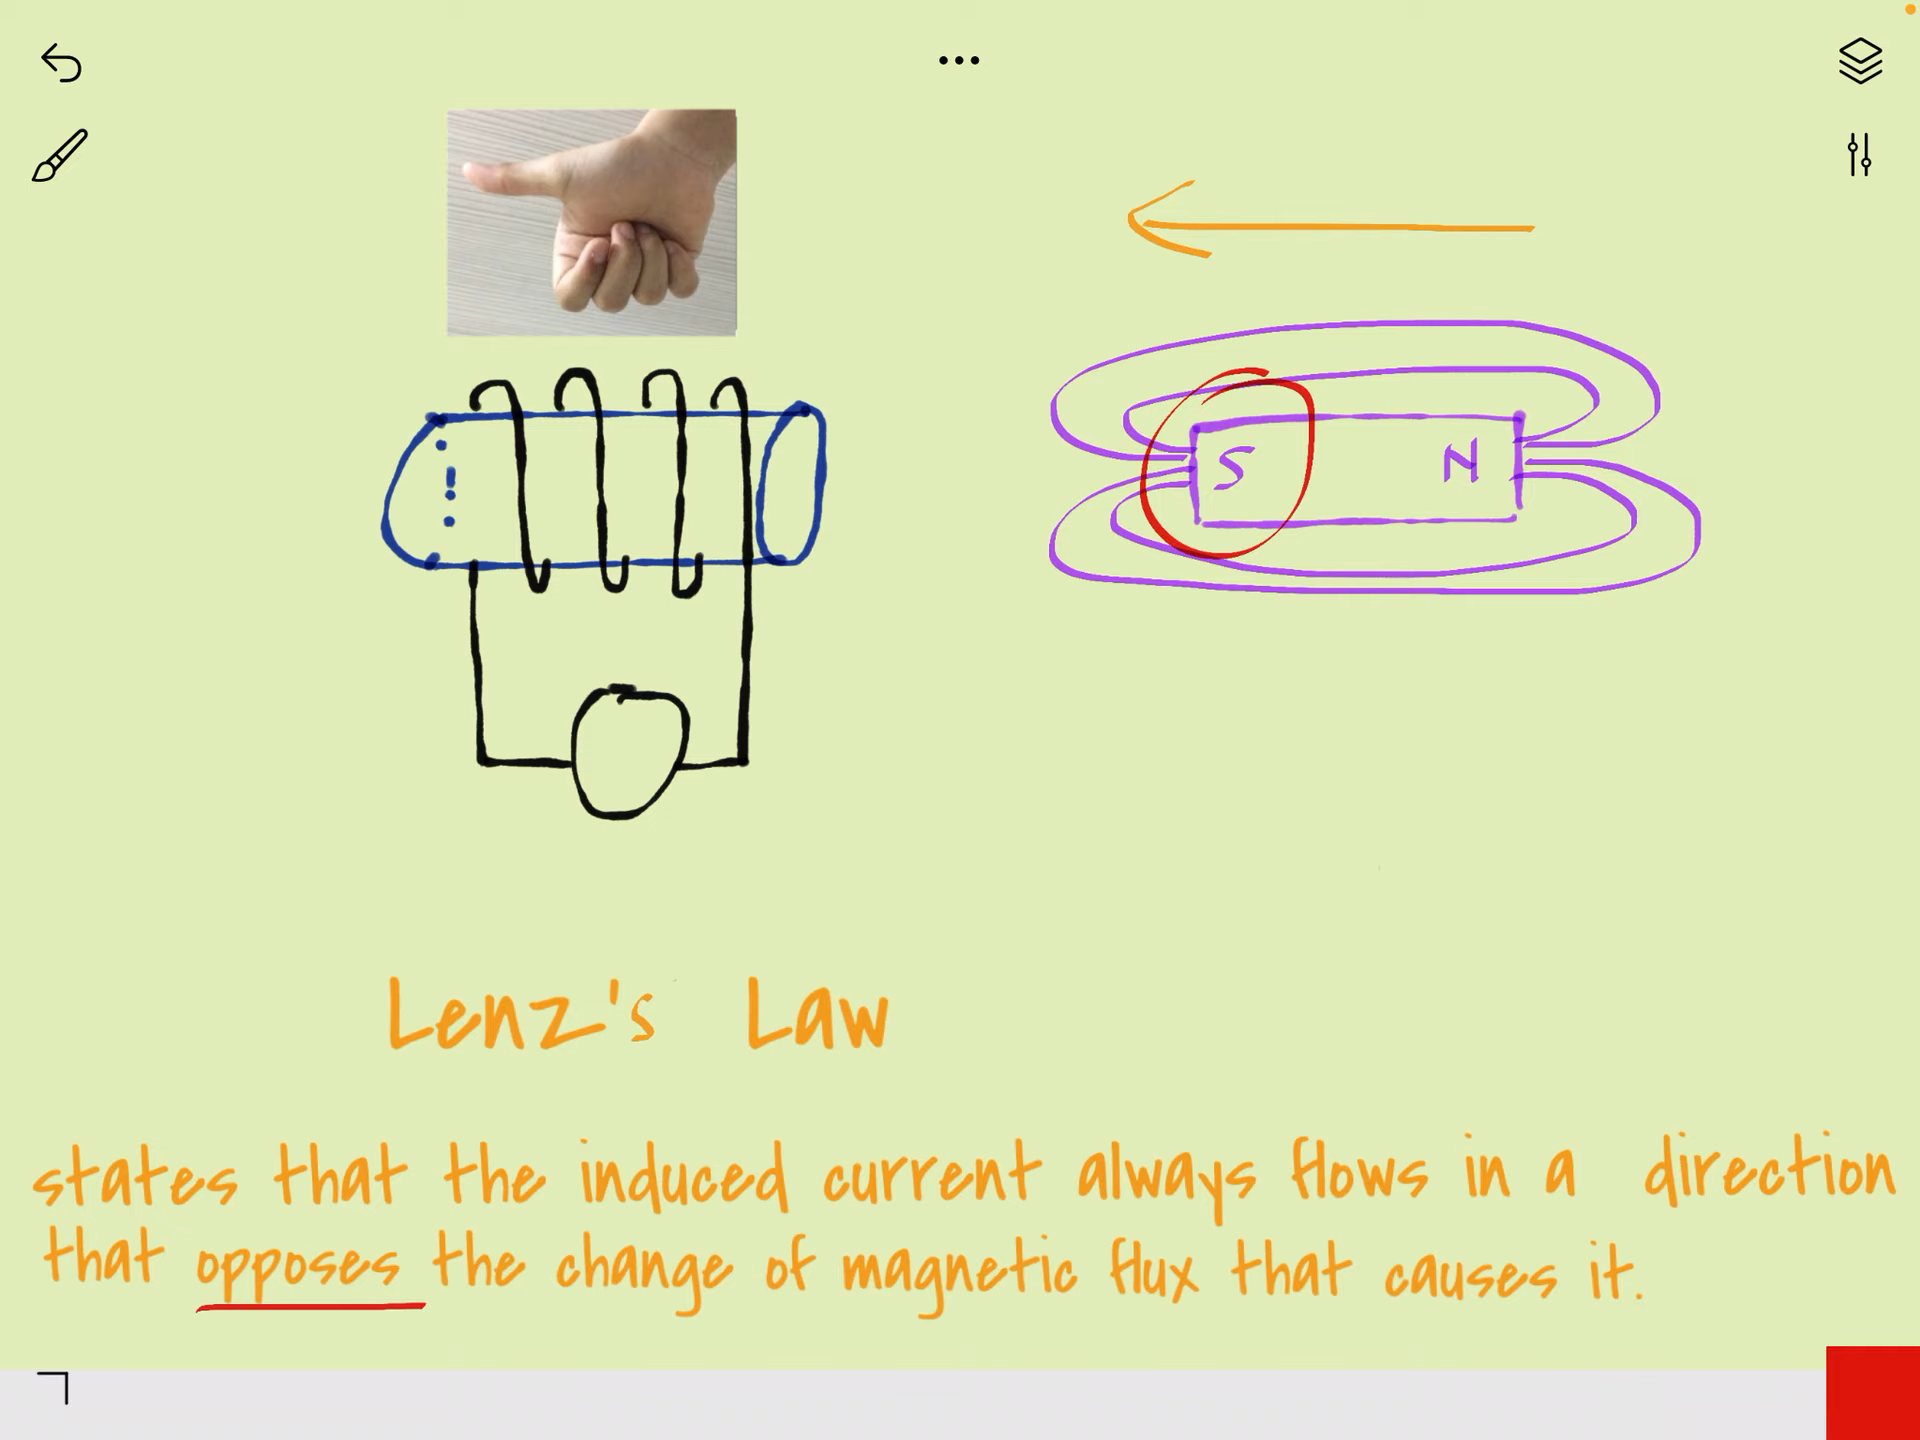 S N
Lenz's Law
states that the induced current always flows in a direction
that opposes the change of magnetic flux that causes it.